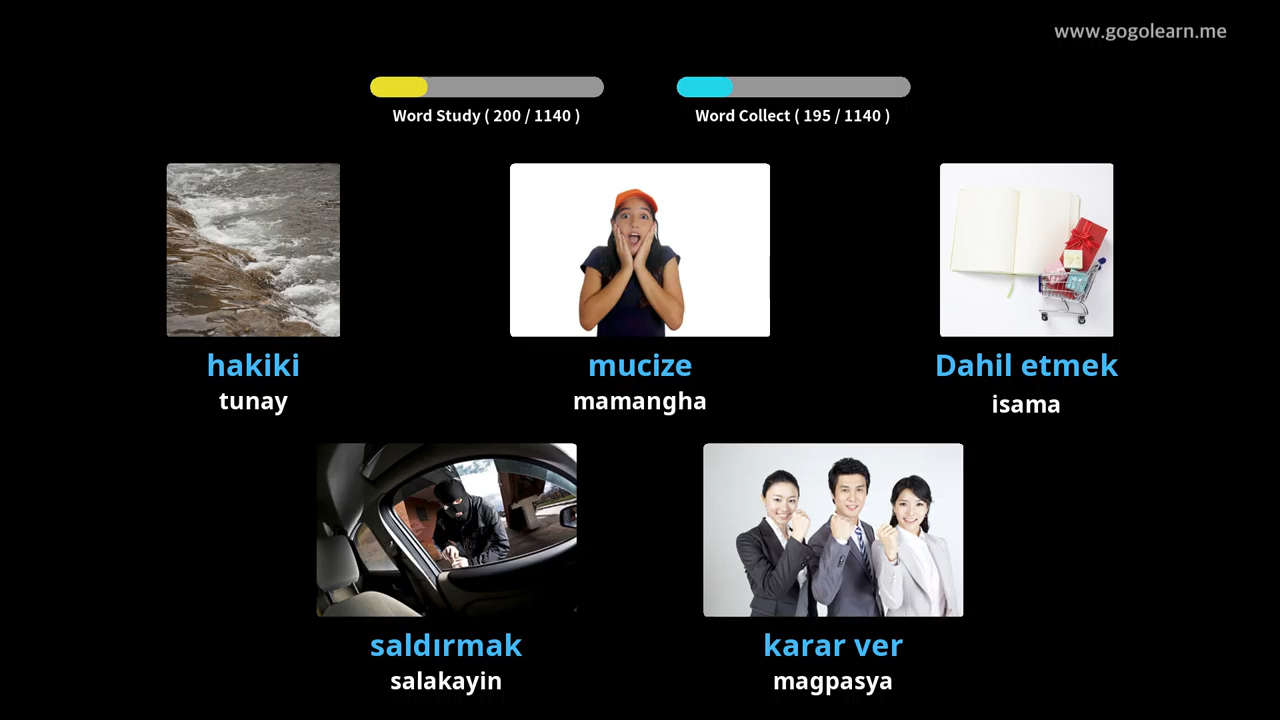 www.gogolearn.me
Word Study ( 200 / 1140 )
Word Collect ( 195 / 1140 )
hakiki
tunay
mucize
mamangha
Dahil etmek
isama
saldırmak
salakayin
karar ver
magpasya